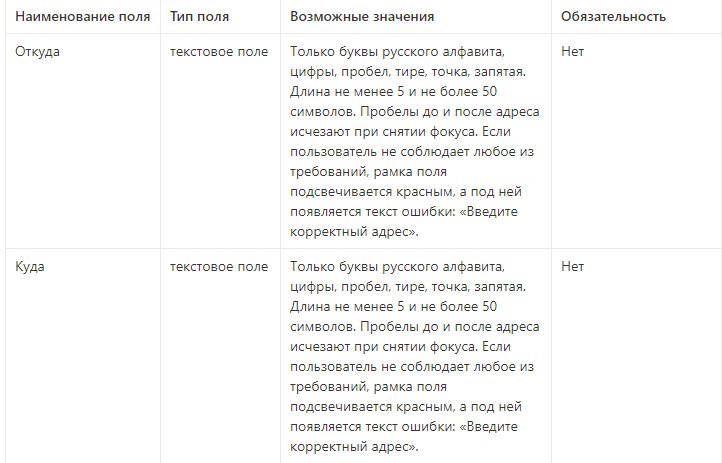 Наименование поля Тип поля Возможные значения Обязательность
Откуда текстовое поле Только буквы русского алфавита, Нет
цифры, пробел, тире, точка, запятая.
Длина не менее 5 и не более 50
символов. Пробелы до и после адреса
исчезают при снятии фокуса. Если
пользователь не соблюдает любое из
требований, рамка поля
подсвечивается красным, а под ней
появляется текст ошибки: «Введите
корректный адрес».
Куда текстовое поле Только буквы русского алфавита, Нет
цифры, пробел, тире, точка, запятая.
Длина не менее 5 и не более 50
символов. Пробелы до и после адреса
исчезают при снятии фокуса. Если
пользователь не соблюдает любое из
требований, рамка поля
подсвечивается красным, а под ней
появляется текст ошибки: «Введите
корректный адрес».